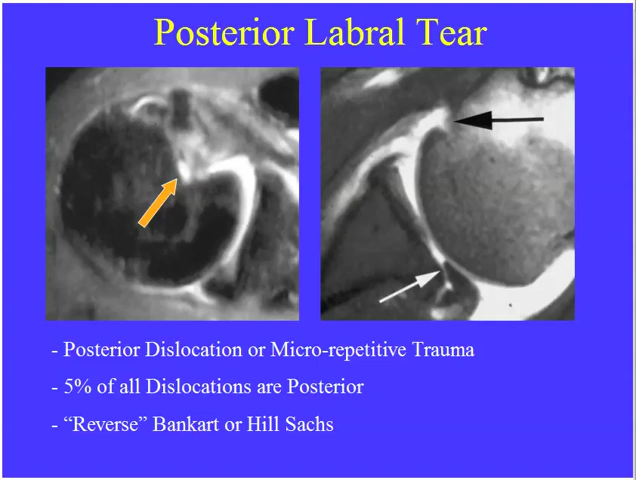 Posterior Labral Tear
- Posterior Dislocation or Micro-repetitive Trauma
- 5% of all Dislocations are Posterior
- “Reverse” Bankart or Hill Sachs